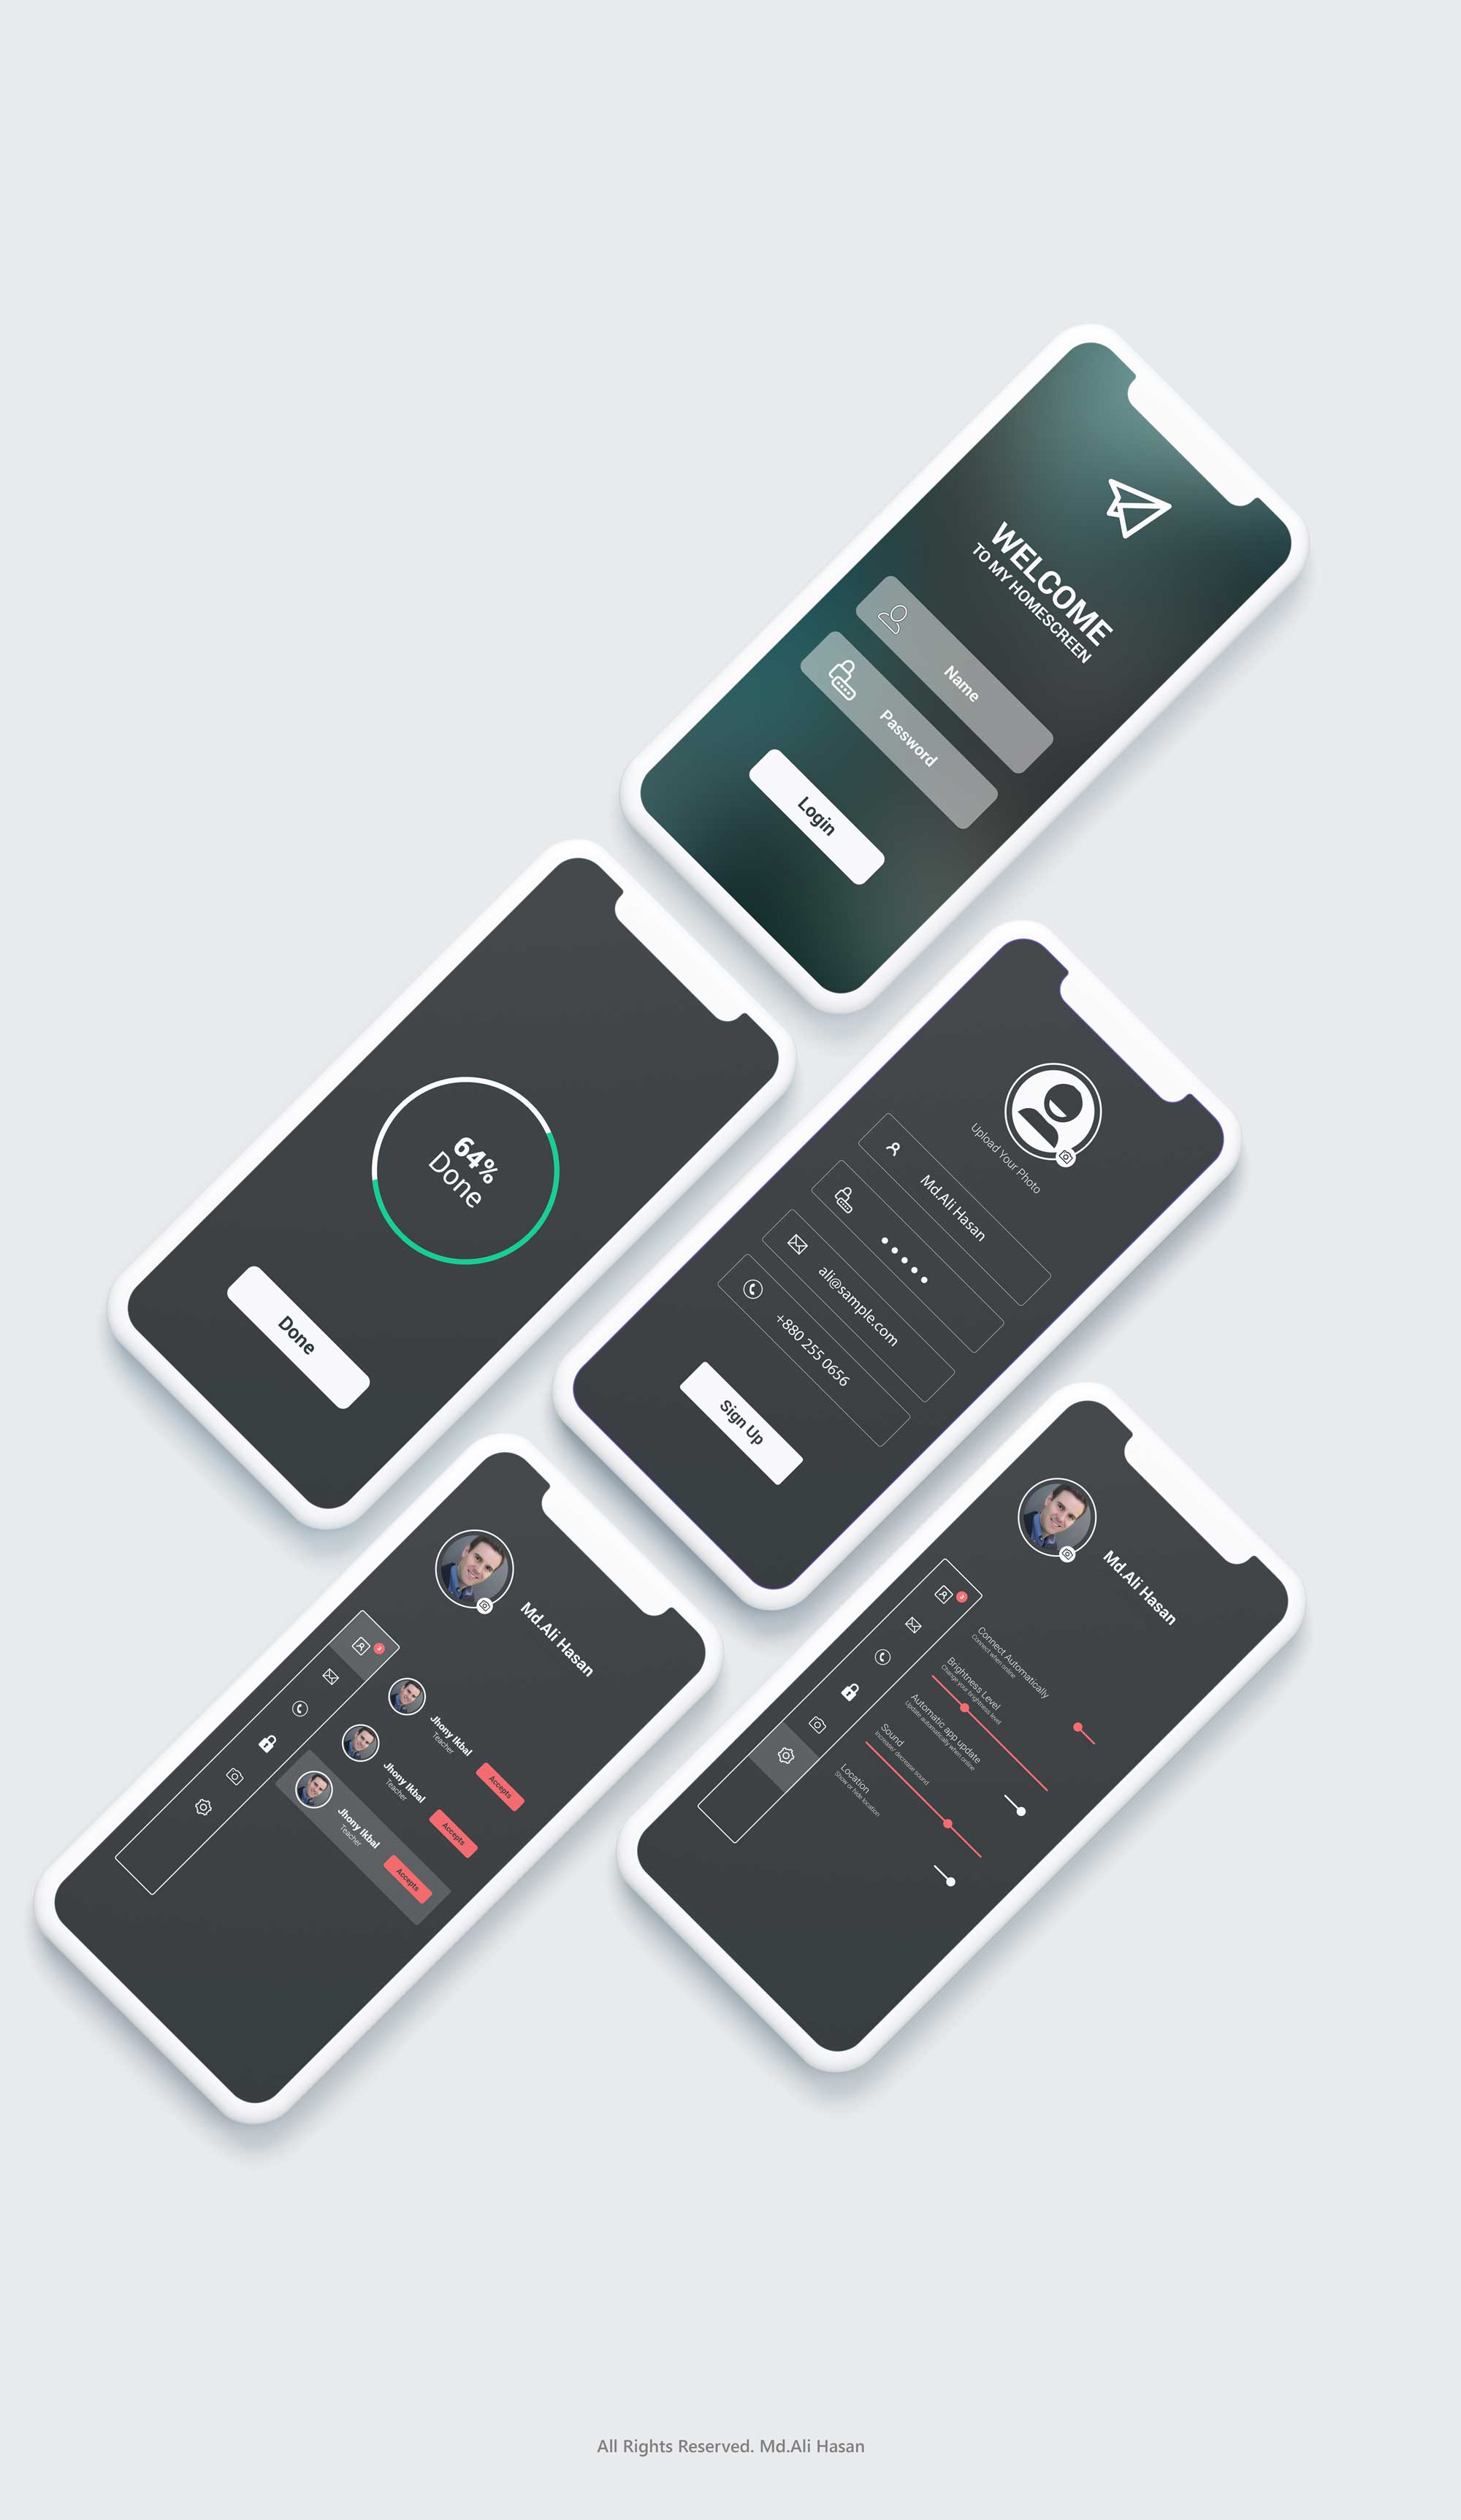 WELCOME
TO MY HOMESCREEN
Name
Password
Login
64%
Done
Done
Upload Your Photo
Md.Ali Hasan
ali@sample.com
+880 255 0656
Sign Up
Md.Ali Hasan
3
Jhony Ikbal
Teacher
Accepts
Jhony Ikbal
Teacher
Accepts
Jhony Ikbal
Teacher
Accepts
Md.Ali Hasan
3
Connect Automatically
Connect when online
Brightness Level
Change your brightness level
Automatic app update
Update automatically when online
Sound
Increase/ decrease sound
Location
Show or hide location
All Rights Reserved. Md.Ali Hasan